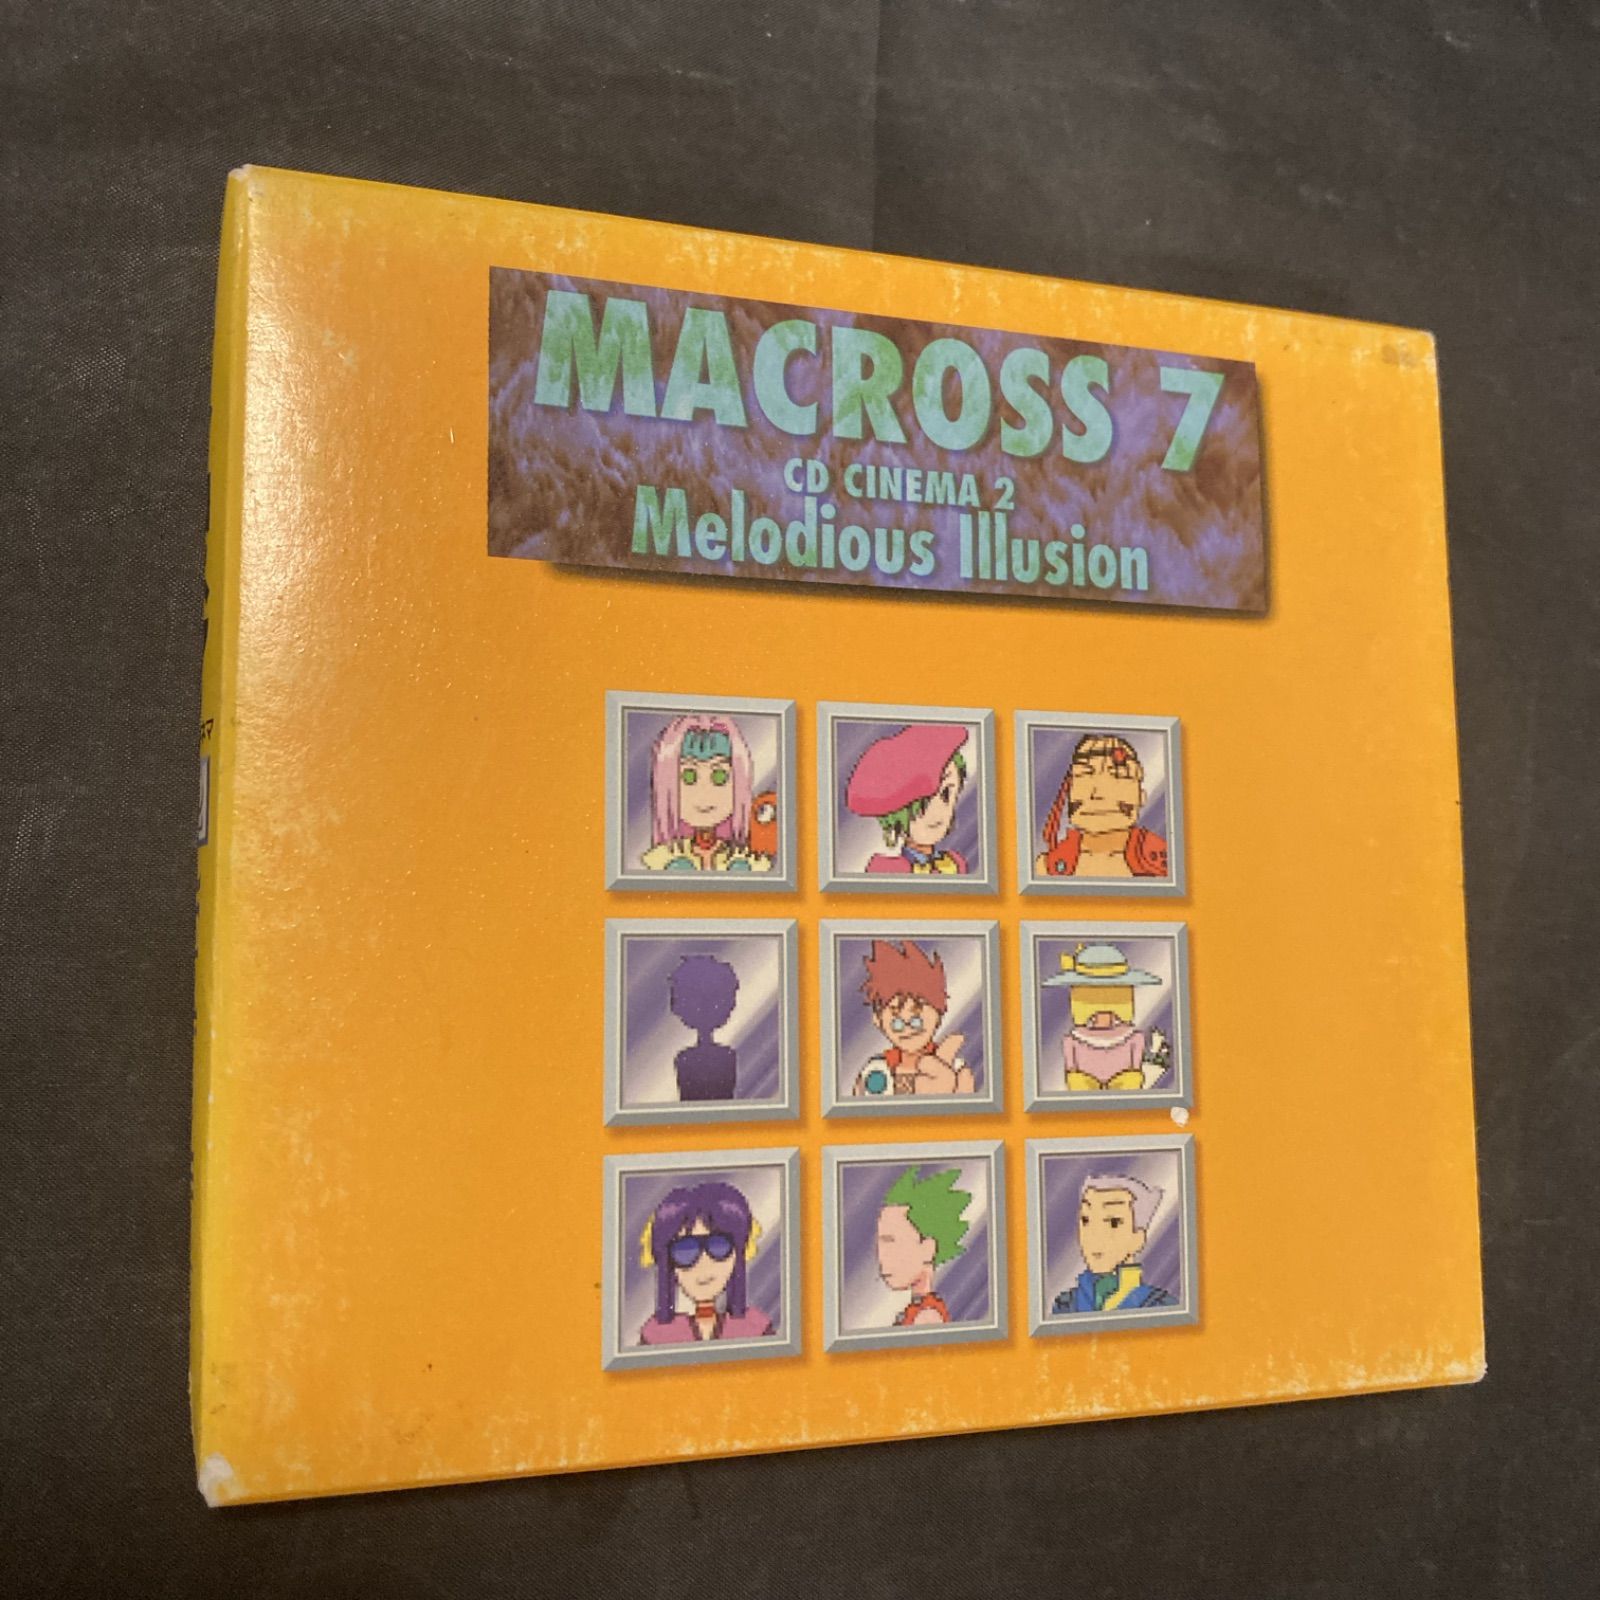 MACROSS 7
CD CINEMA 2
Melodious Illusion